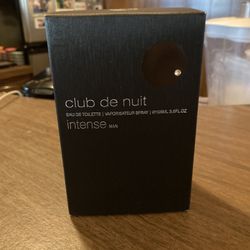 club de nuit
EAU DE TOILETTE | VAPORISATEUR SPRAY | 105ML 3.6FL.OZ
intense MAN